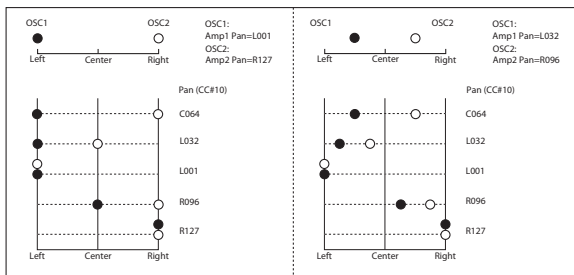 OSC1
OSC2
OSC1:
Amp1 Pan=L001
OSC2:
Amp2 Pan=R127
Left
Center
Right
Pan (CC#10)
C064
L032
L001
R096
R127
Left
Center
Right
OSC1
OSC2
OSC1:
Amp1 Pan=L032
OSC2:
Amp2 Pan=R096
Left
Center
Right
Pan (CC#10)
C064
L032
L001
R096
R127
Left
Center
Right